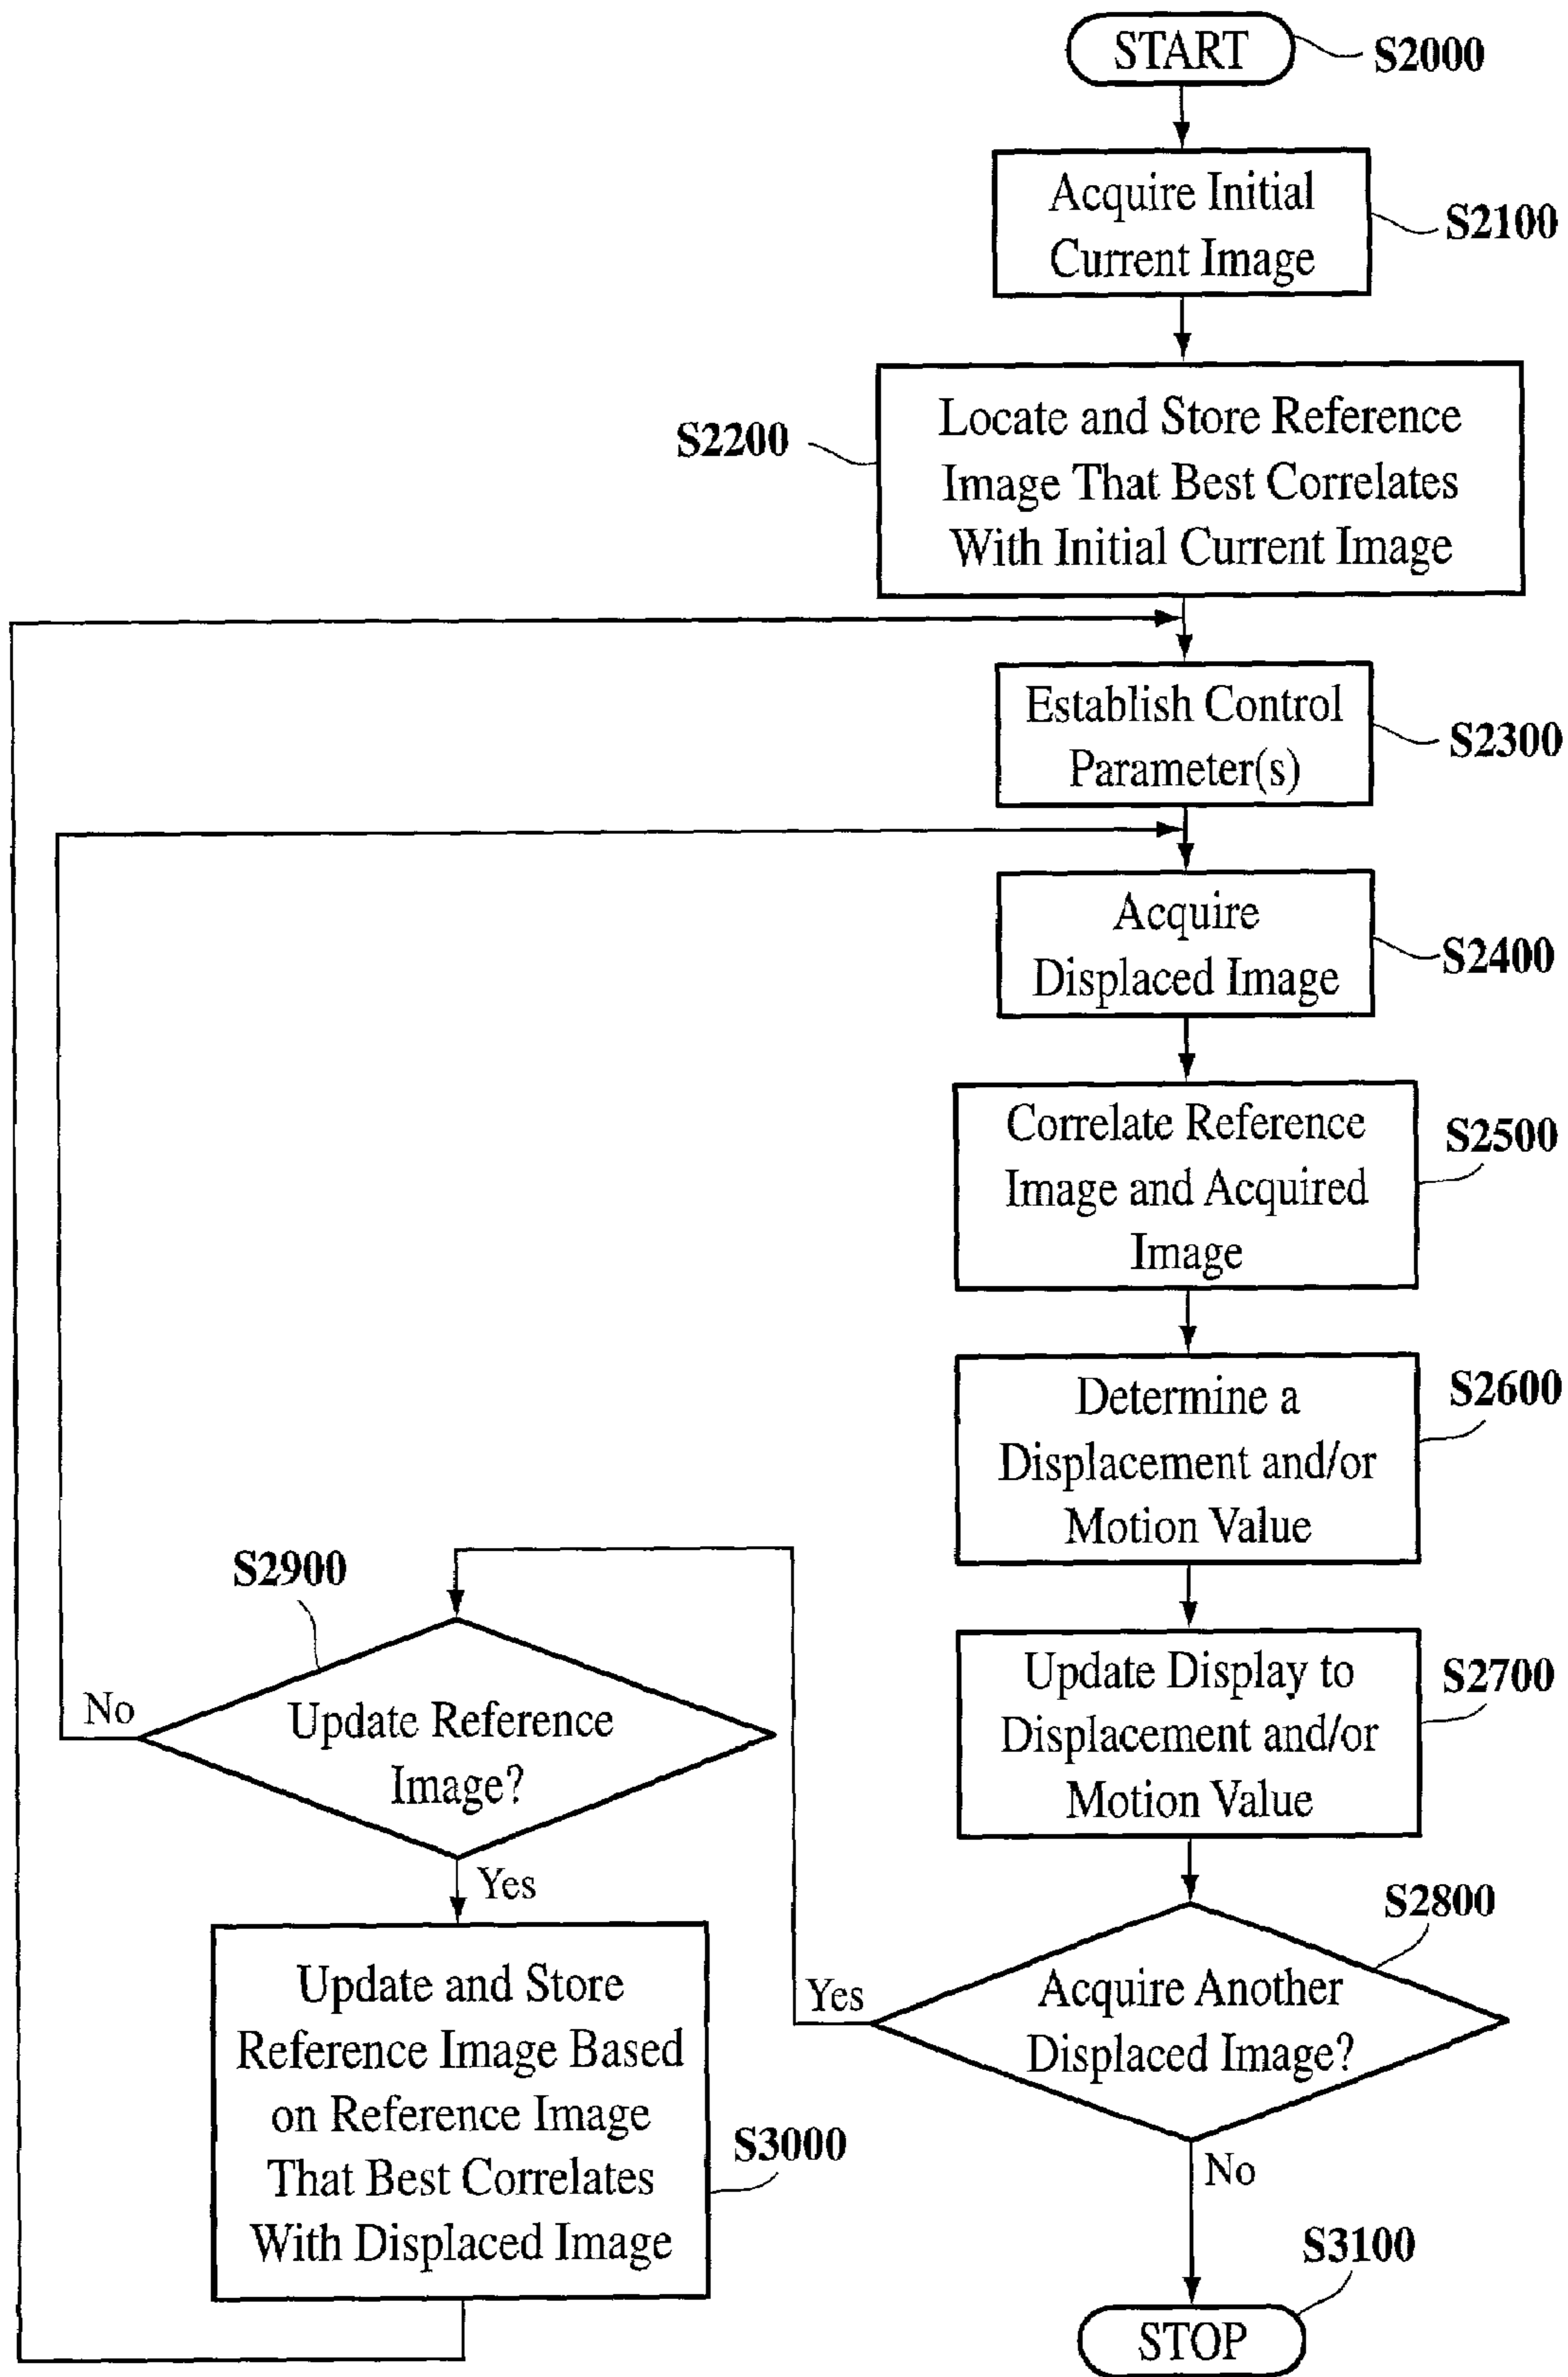 START
S2000
Acquire Initial
Current Image
S2100
S2200
Locate and Store Reference
Image That Best Correlates
With Initial Current Image
Establish Control
Parameter(s)
S2300
Acquire
Displaced Image
S2400
Correlate Reference
Image and Acquired
Image
S2500
Determine a
Displacement and/or
Motion Value
S2600
Update Display to
Displacement and/or
Motion Value
S2700
S2800
Acquire Another
Displaced Image?
Yes
No
S2900
Update Reference
Image?
No
Yes
Update and Store
Reference Image Based
on Reference Image
That Best Correlates
With Displaced Image
S3000
S3100
STOP